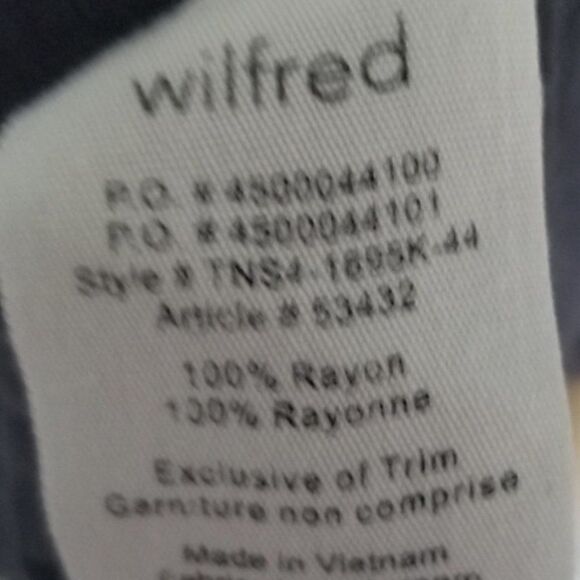 wilfred
P.O. # 4500044100
P.O. # 4500044101
Style # TNS4-1695K-44
Article # 53432
100% Rayon
100% Rayonne
Exclusive of Trim
Garniture non comprise
Made in Vietnam